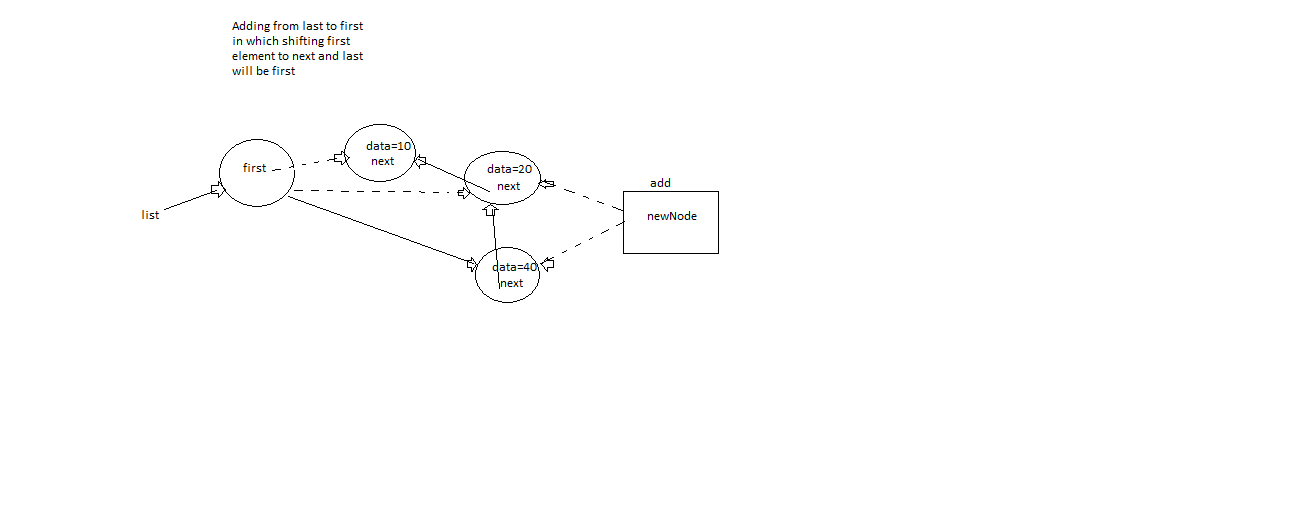 Adding from last to first
in which shifting first
element to next and last
will be first
data=10
next
first
data=20
next
add
list
newNode
data=40
next